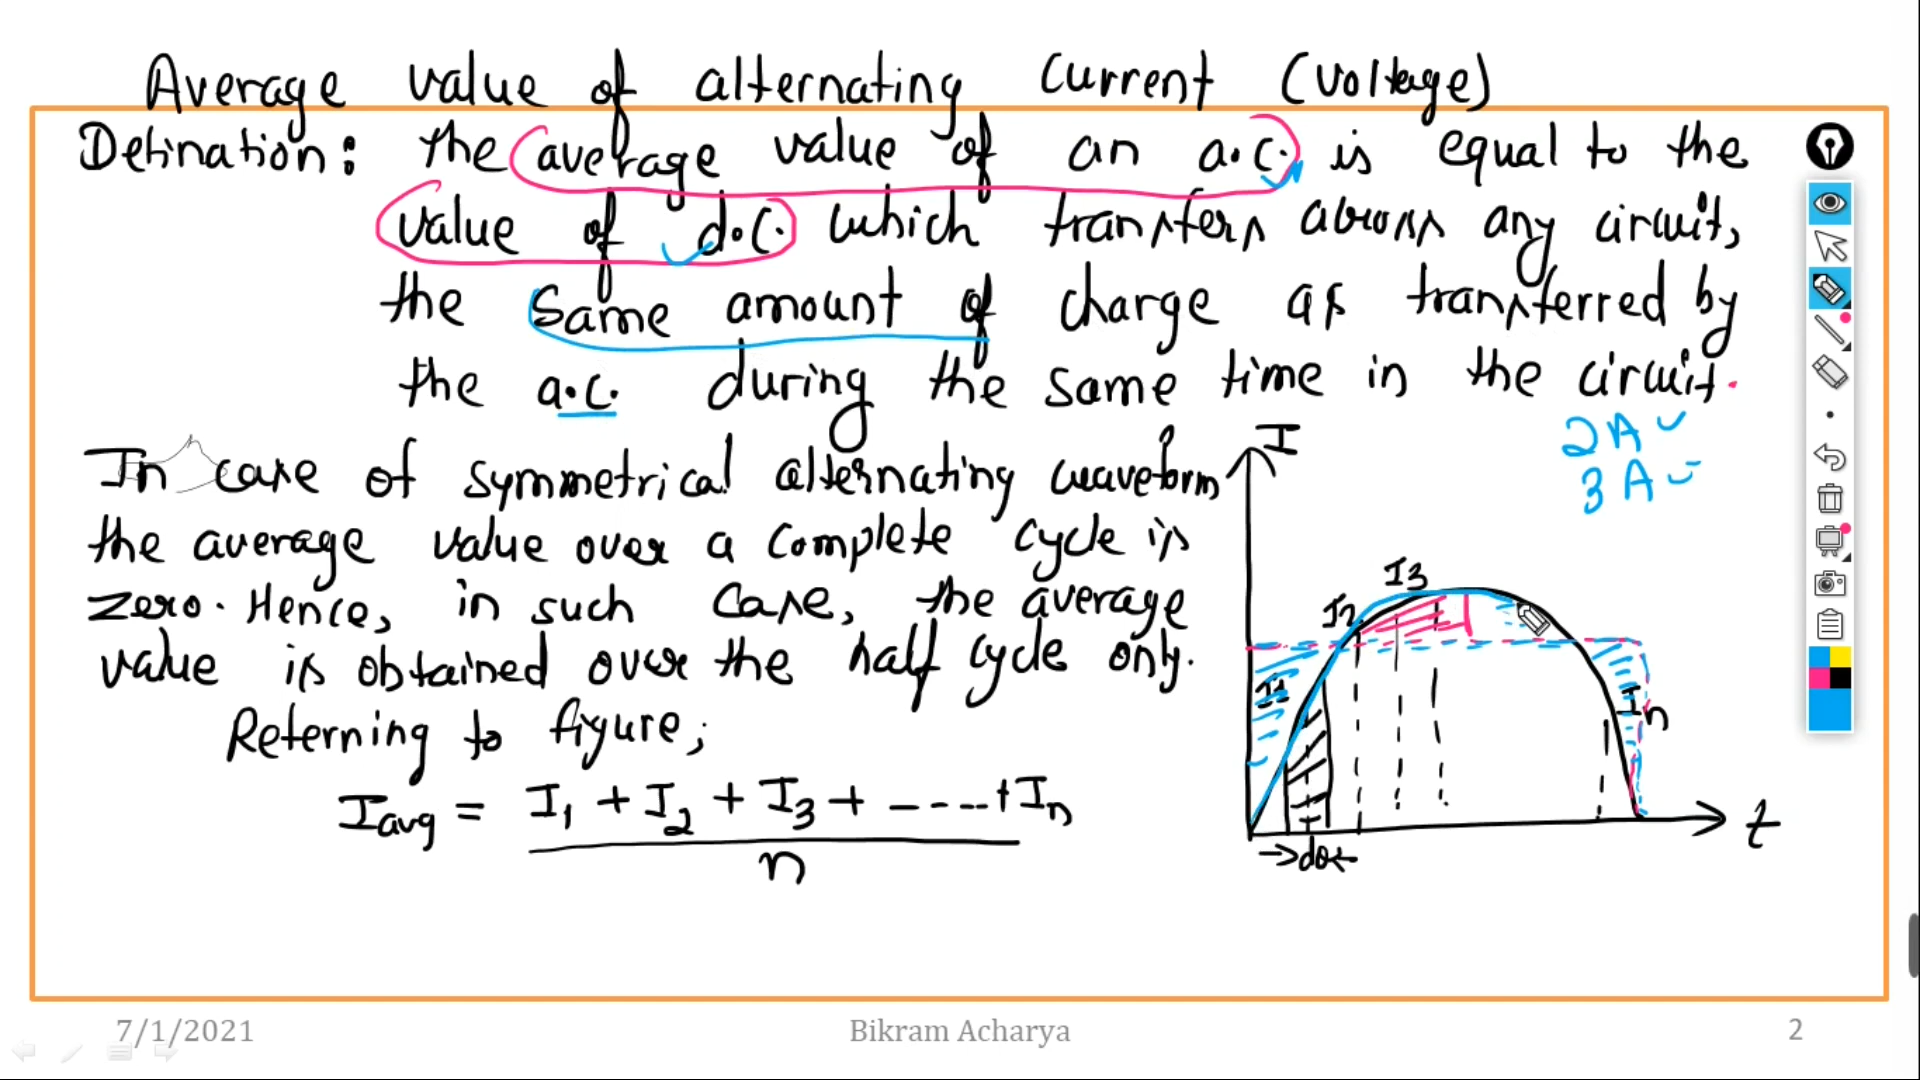 Average value of alternating current (voltage)
Defination: the average value of an a.c. is equal to the
value of d.c. which transfers across any circuit,
the same amount of charge as transferred by
the a.c. during the same time in the circuit.
In case of symmetrical alternating waveform
the average value over a complete cycle is
zero. Hence, in such case, the average
value is obtained over the half cycle only.
Referning to figure;
Iavg = I1 + I2 + I3 + ----+ In
n
I
2A
3A
I3
I2
I1
In
dθ
t
7/1/2021
Bikram Acharya
2